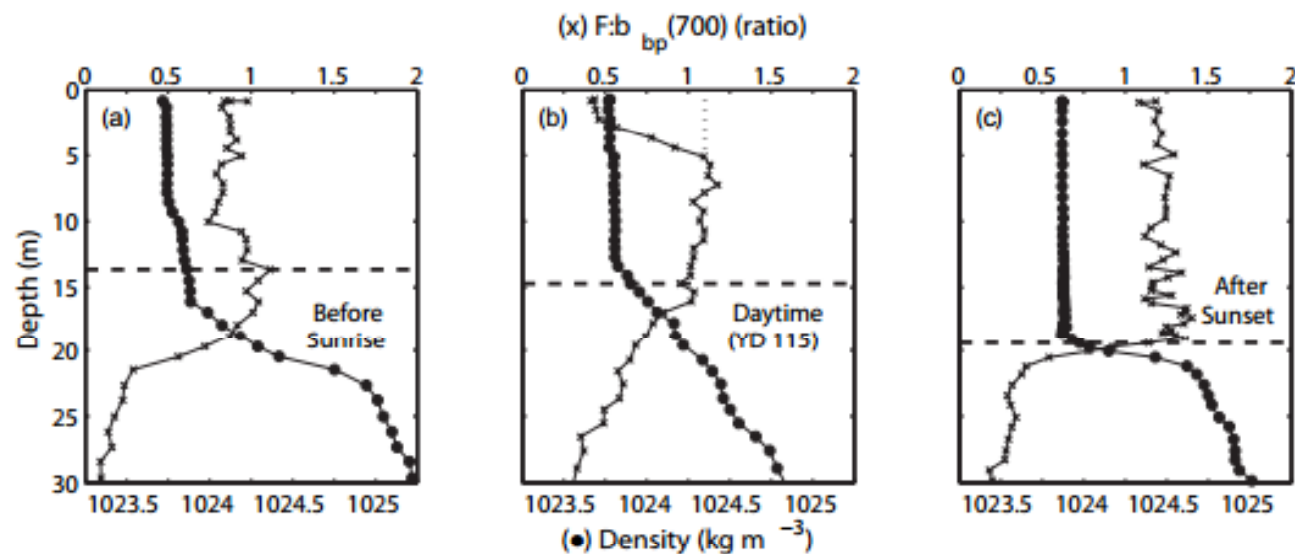 (x) F:b bp(700) (ratio)
0 0.5 1 1.5 2
0 0.5 1 1.5 2
0 0.5 1 1.5 2
0
5
10
15
20
25
30
Depth (m)
(a)
Before
Sunrise
(b)
Daytime
(YD 115)
(c)
After
Sunset
1023.5 1024 1024.5 1025
1023.5 1024 1024.5 1025
1023.5 1024 1024.5 1025
(●) Density (kg m −3)